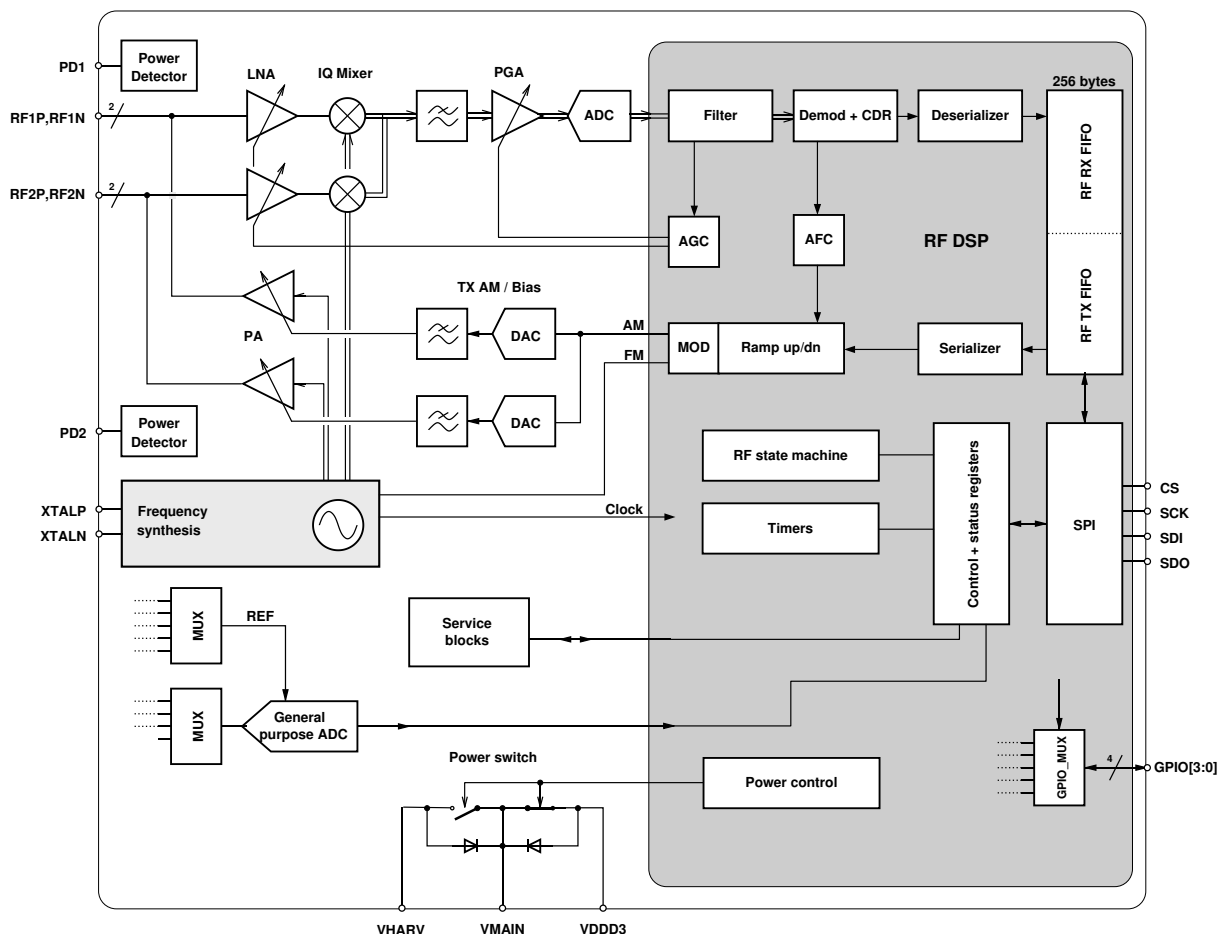 PD1
Power
Detector
LNA
IQ Mixer
PGA
256 bytes
RF1P,RF1N
2
ADC
Filter
Demod + CDR
Deserializer
RF RX FIFO
RF2P,RF2N
2
AGC
AFC
RF DSP
TX AM / Bias
RF TX FIFO
DAC
AM
MOD
Ramp up/dn
Serializer
PA
FM
PD2
Power
Detector
DAC
RF state machine
Control + status registers
SPI
CS
SCK
SDI
SDO
XTALP
XTALN
Frequency
synthesis
Clock
Timers
MUX
REF
Service
blocks
MUX
General
purpose ADC
Power switch
Power control
GPIO_MUX
4
GPIO[3:0]
VHARV
VMAIN
VDDD3